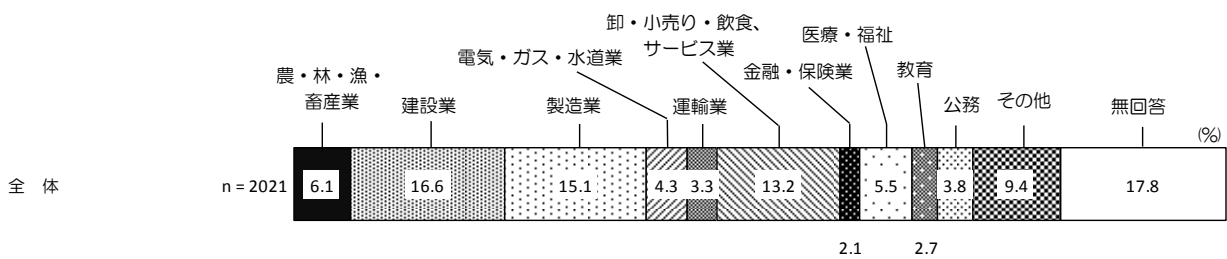 卸・小売り・飲食、
サービス業
医療・福祉
電気・ガス・水道業
金融・保険業
教育
農・林・漁・
畜産業
建設業
製造業
運輸業
公務
その他
無回答
(%)
全 体
n = 2021
6.1
16.6
15.1
4.3
3.3
13.2
5.5
3.8
9.4
17.8
2.1
2.7